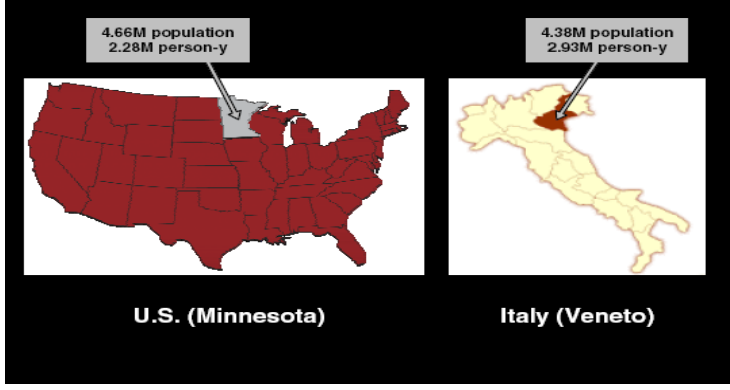 4.66M population
2.28M person-y
4.38M population
2.93M person-y
U.S. (Minnesota)
Italy (Veneto)